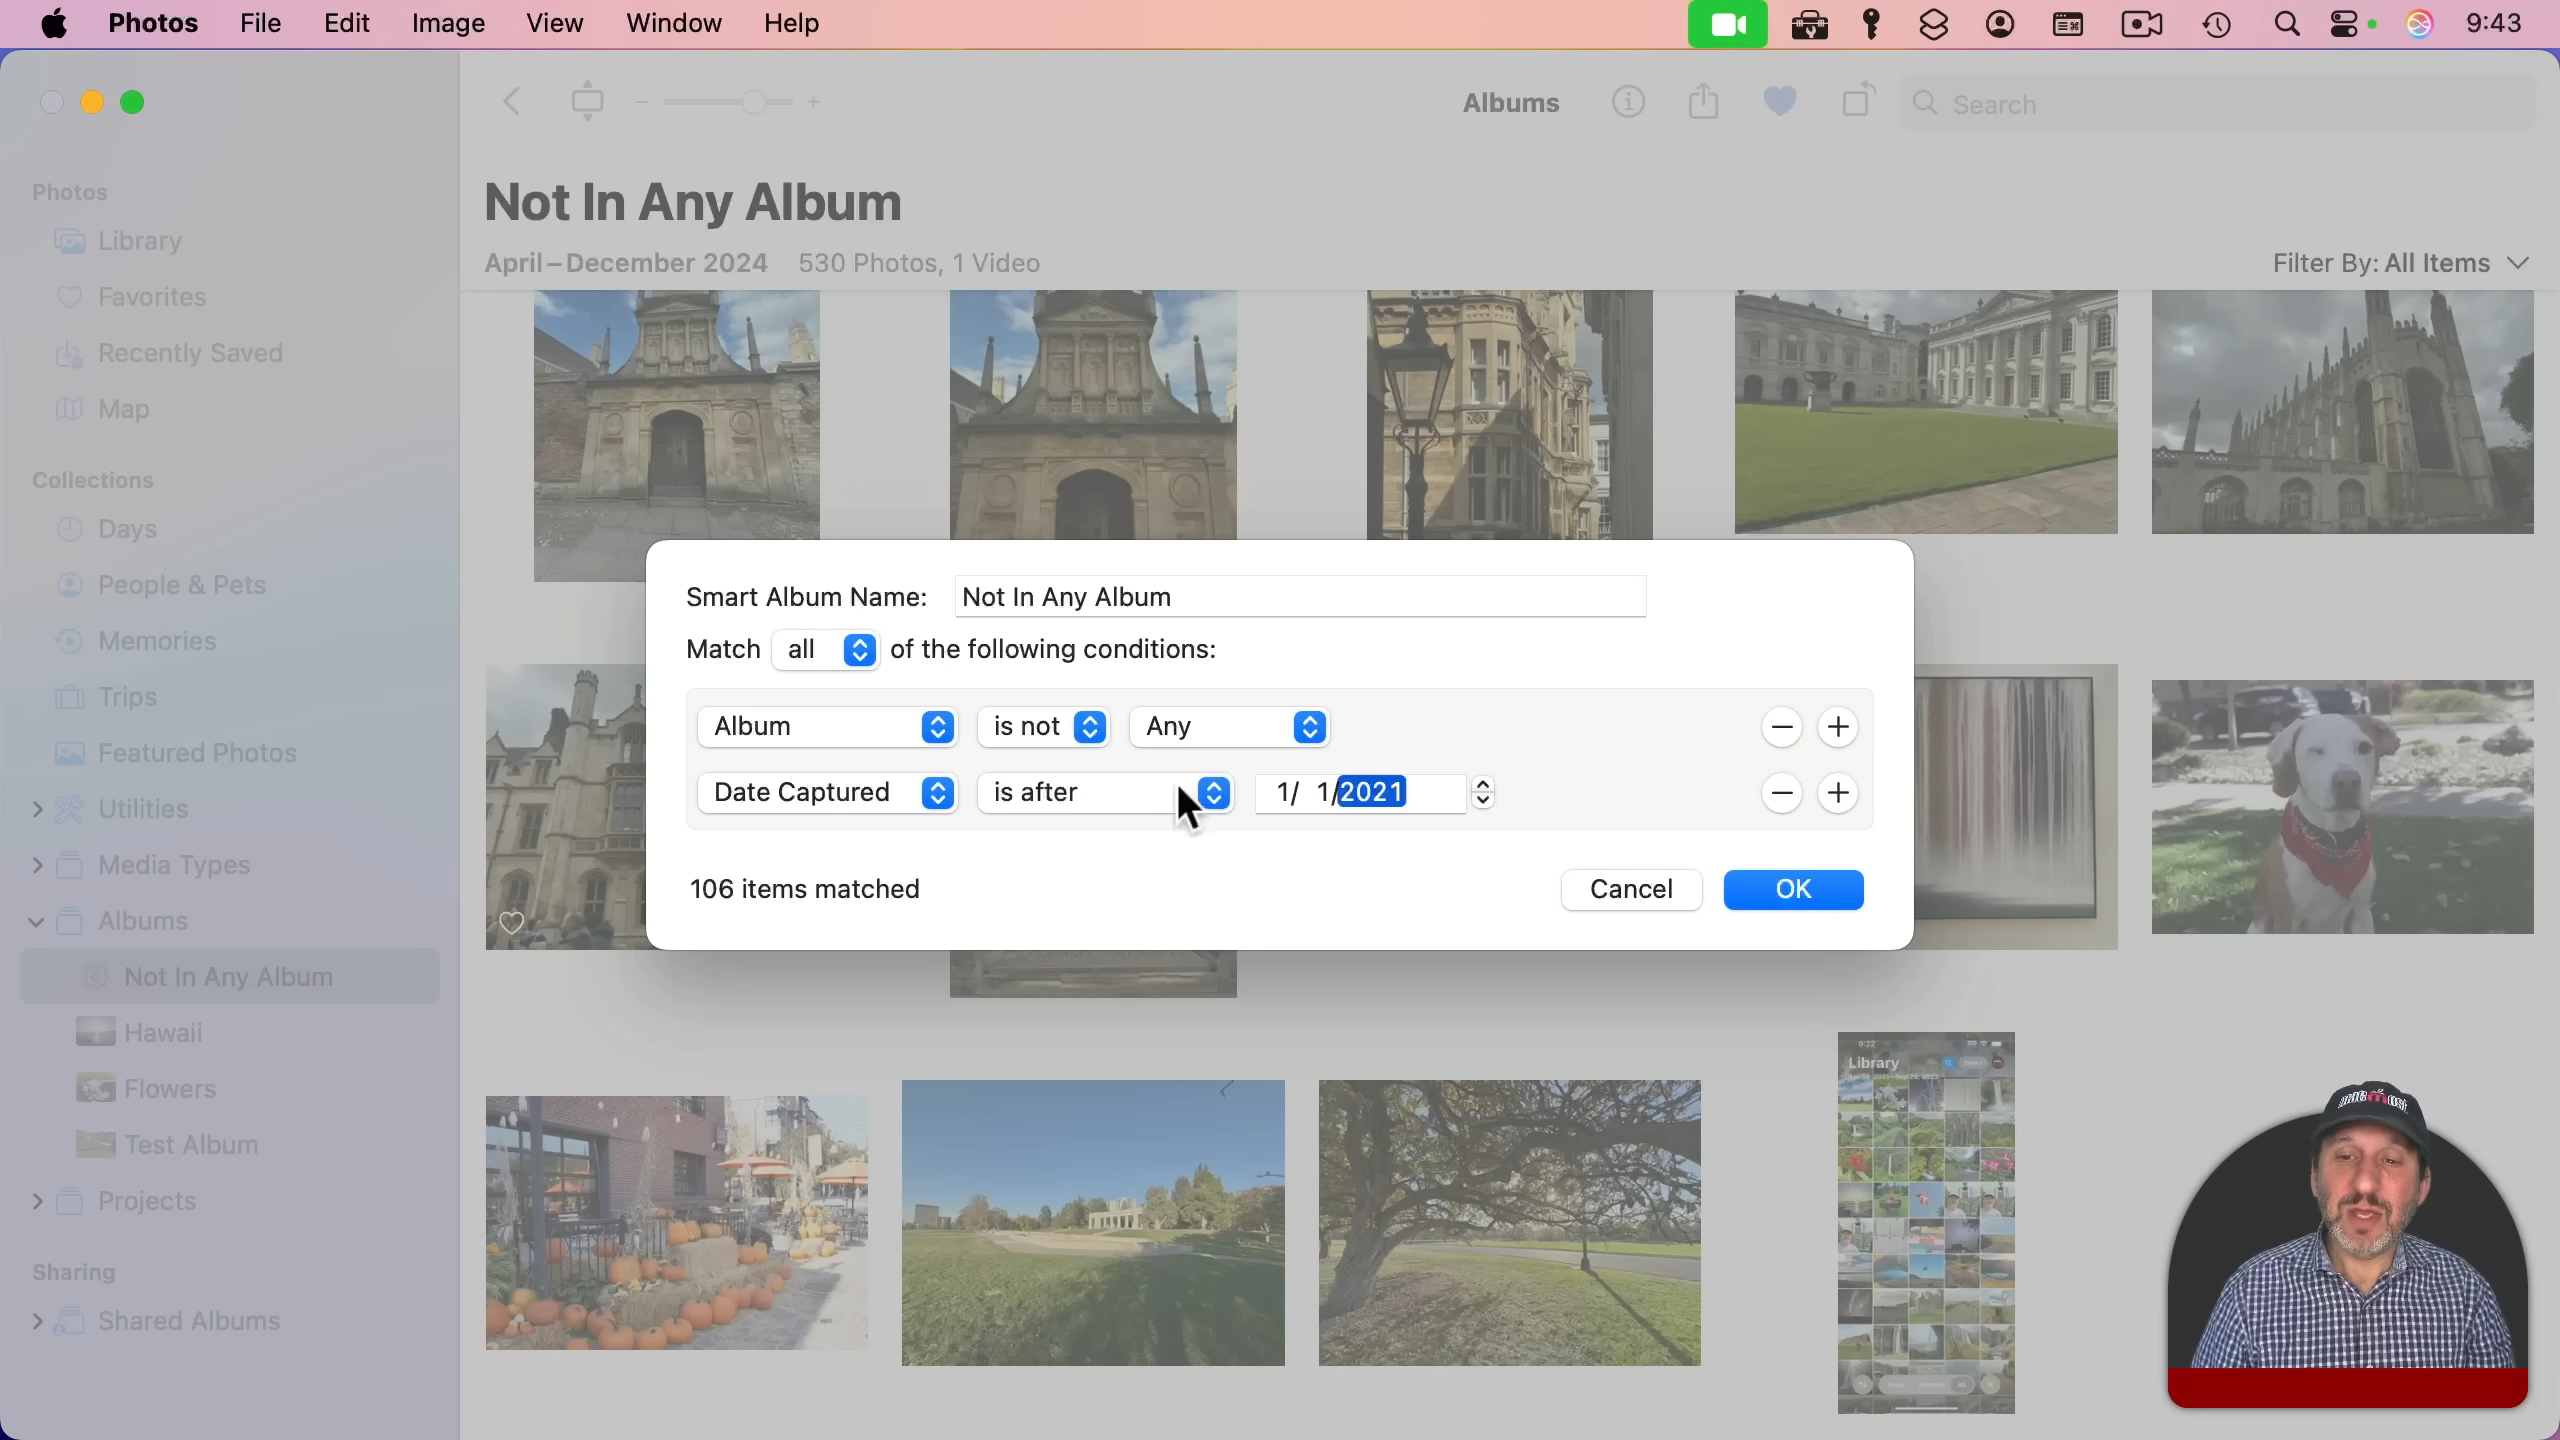 Photos File Edit Image View Window Help 9:43
Albums Search
Photos
Library
Favorites
Recently Saved
Map
Collections
Days
People & Pets
Memories
Trips
Featured Photos
Utilities
Media Types
Albums
Not In Any Album
Hawaii
Flowers
Test Album
Projects
Sharing
Shared Albums
Not In Any Album
April–December 2024 530 Photos, 1 Video Filter By: All Items
Smart Album Name: Not In Any Album
Match all of the following conditions:
Album is not Any
Date Captured is after 1/ 1/2021
106 items matched Cancel OK
9:22
Library